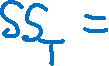 SS_T =